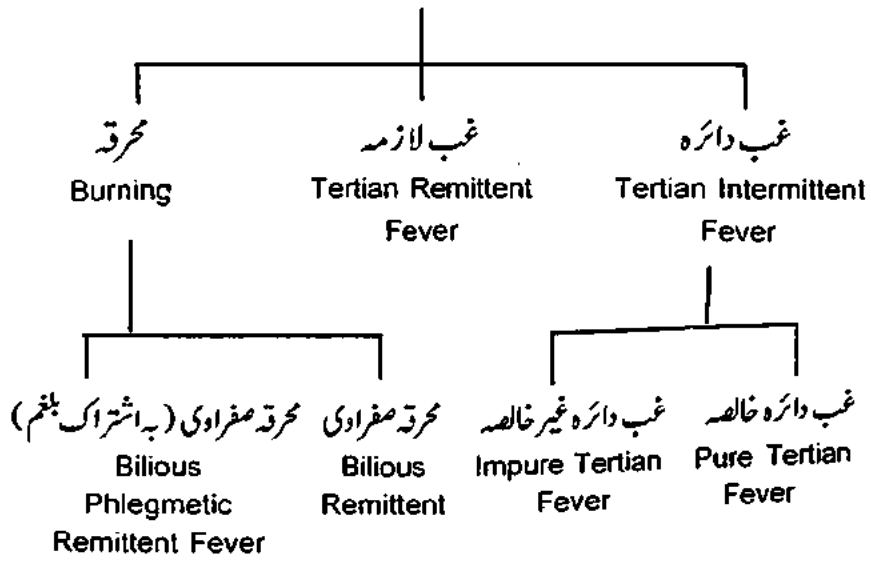 محرقہ
Burning
غب لازمہ
Tertian Remittent
Fever
غب دائرہ
Tertian Intermittent
Fever
محرقہ صفراوی (بہ اشتراک بلغم)
Bilious
Phlegmetic
Remittent Fever
محرقہ صفراوی
Bilious
Remittent
غب دائرہ غیر خالصہ
Impure Tertian
Fever
غب دائرہ خالصہ
Pure Tertian
Fever